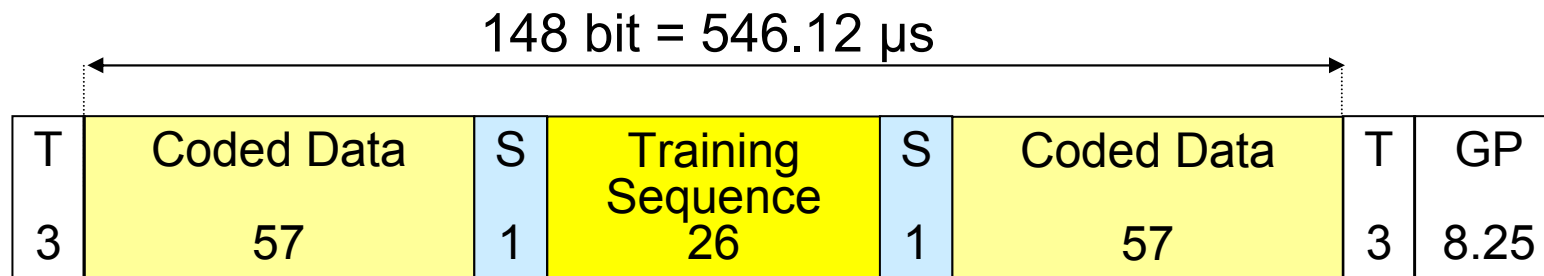 148 bit = 546.12 µs
T Coded Data S Training Sequence S Coded Data T GP
3 57 1 26 1 57 3 8.25